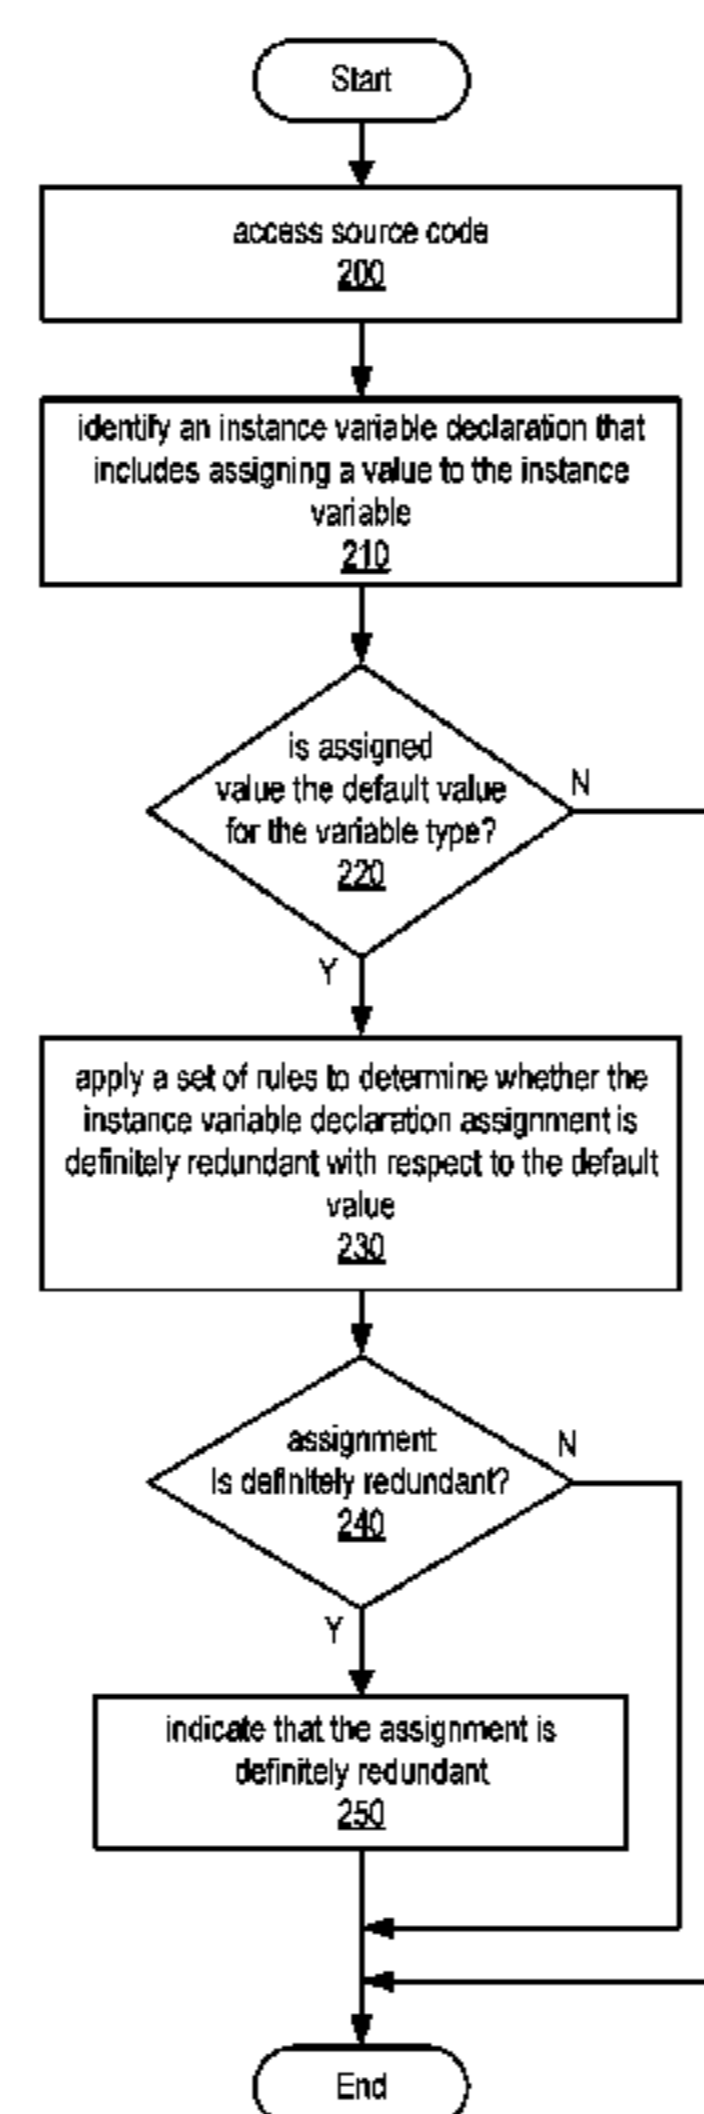 Start
access source code
200
identify an instance variable declaration that
includes assigning a value to the instance
variable
210
is assigned
value the default value
for the variable type?
220
N
Y
apply a set of rules to determine whether the
instance variable declaration assignment is
definitely redundant with respect to the default
value
230
assignment
Is definitely redundant?
240
N
Y
indicate that the assignment is
definitely redundant
250
End